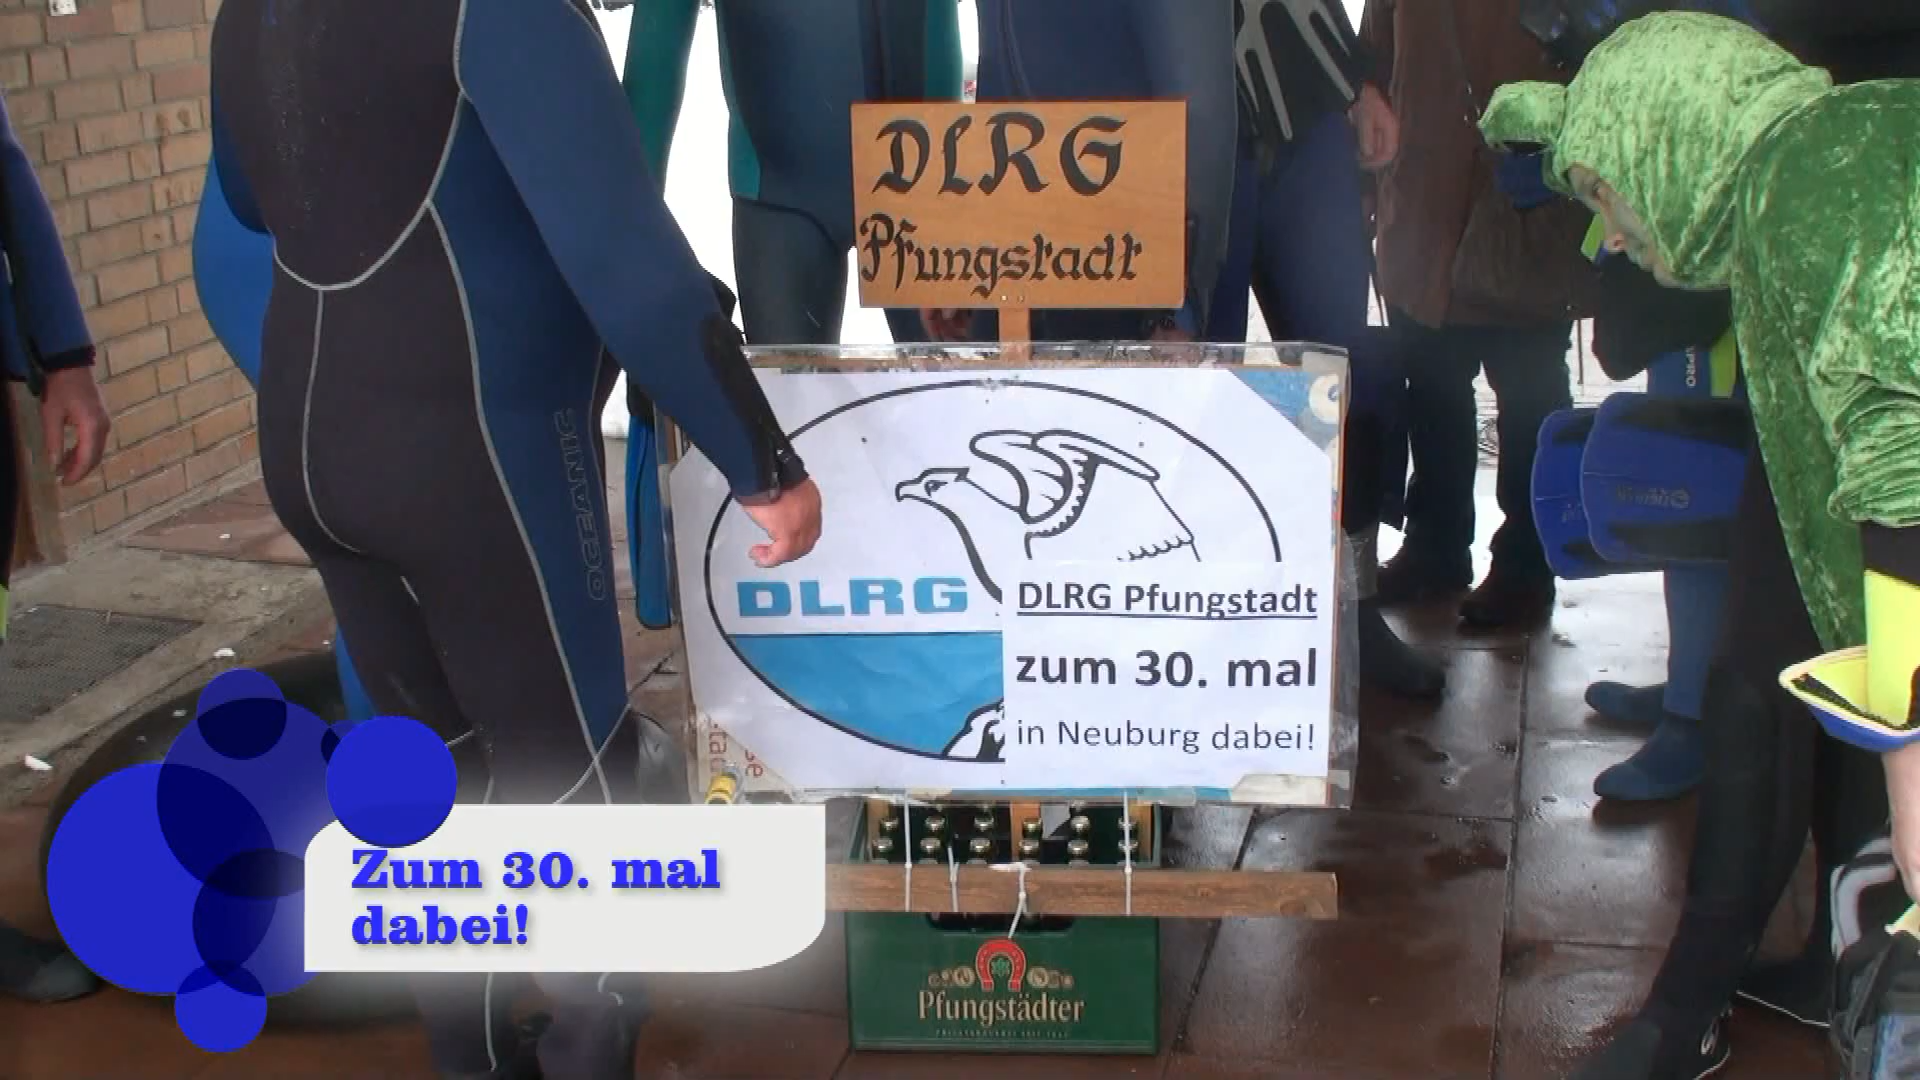 DLRG
Pfungstadt
OCEANIC
DLRG
DLRG Pfungstadt
zum 30. mal
in Neuburg dabei!
Zum 30. mal
dabei!
Pfungstädter